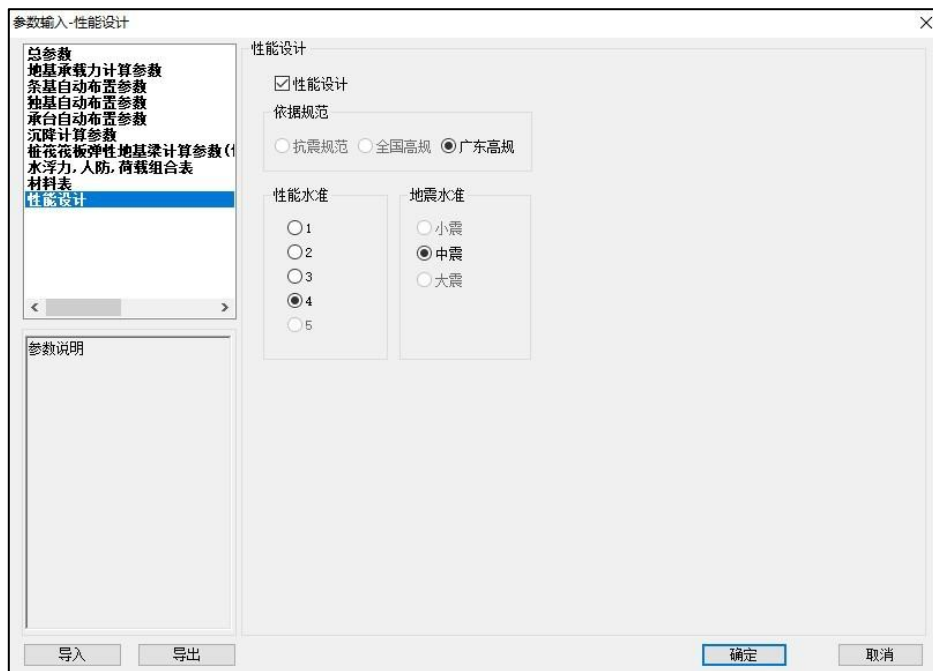 参数输入-性能设计
总参数
地基承载力计算参数
条基自动布置参数
独基自动布置参数
承台自动布置参数
沉降计算参数
桩筏筏板弹性地基梁计算参数(
水浮力,人防,荷载组合表
材料表
性能设计
参数说明
导入 导出
性能设计
性能设计
依据规范
抗震规范 全国高规 广东高规
性能水准
1
2
3
4
5
地震水准
小震
中震
大震
确定 取消